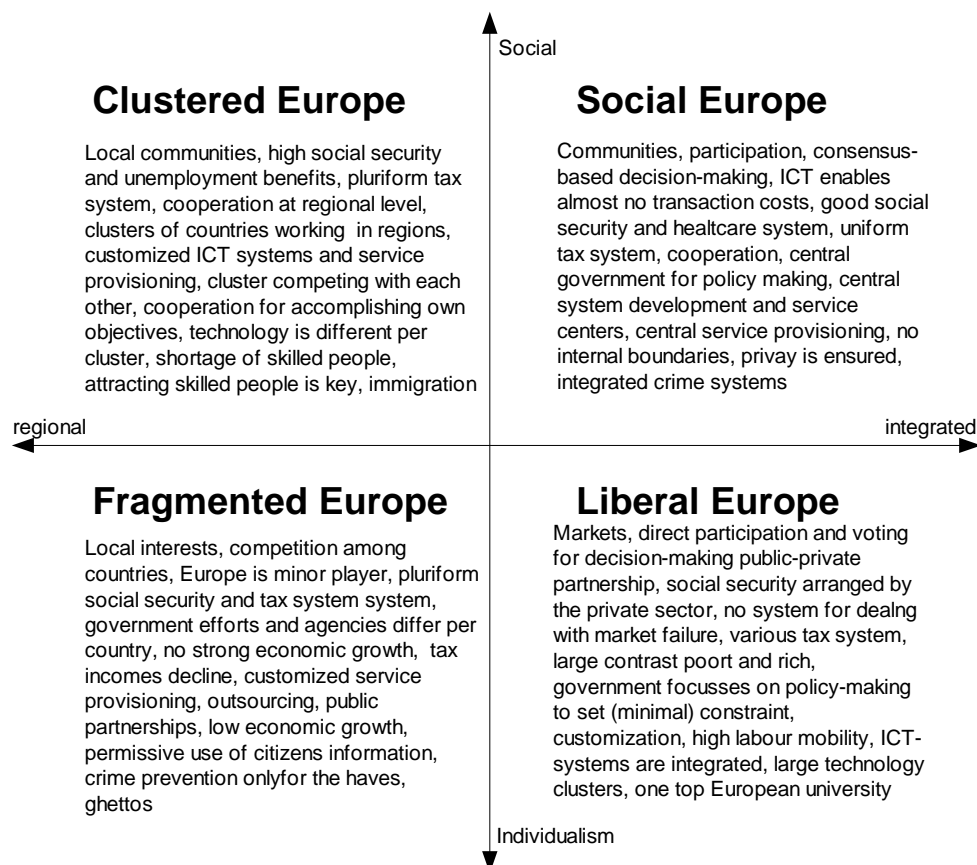 Social
Clustered Europe
Local communities, high social security
and unemployment benefits, pluriform tax
system, cooperation at regional level,
clusters of countries working in regions,
customized ICT systems and service
provisioning, cluster competing with each
other, cooperation for accomplishing own
objectives, technology is different per
cluster, shortage of skilled people,
attracting skilled people is key, immigration
Social Europe
Communities, participation, consensus-
based decision-making, ICT enables
almost no transaction costs, good social
security and healtcare system, uniform
tax system, cooperation, central
government for policy making, central
system development and service
centers, central service provisioning, no
internal boundaries, privay is ensured,
integrated crime systems
regional
integrated
Fragmented Europe
Local interests, competition among
countries, Europe is minor player, pluriform
social security and tax system system,
government efforts and agencies differ per
country, no strong economic growth, tax
incomes decline, customized service
provisioning, outsourcing, public
partnerships, low economic growth,
permissive use of citizens information,
crime prevention onlyfor the haves,
ghettos
Liberal Europe
Markets, direct participation and voting
for decision-making public-private
partnership, social security arranged by
the private sector, no system for dealng
with market failure, various tax system,
large contrast poort and rich,
government focusses on policy-making
to set (minimal) constraint,
customization, high labour mobility, ICT-
systems are integrated, large technology
clusters, one top European university
Individualism